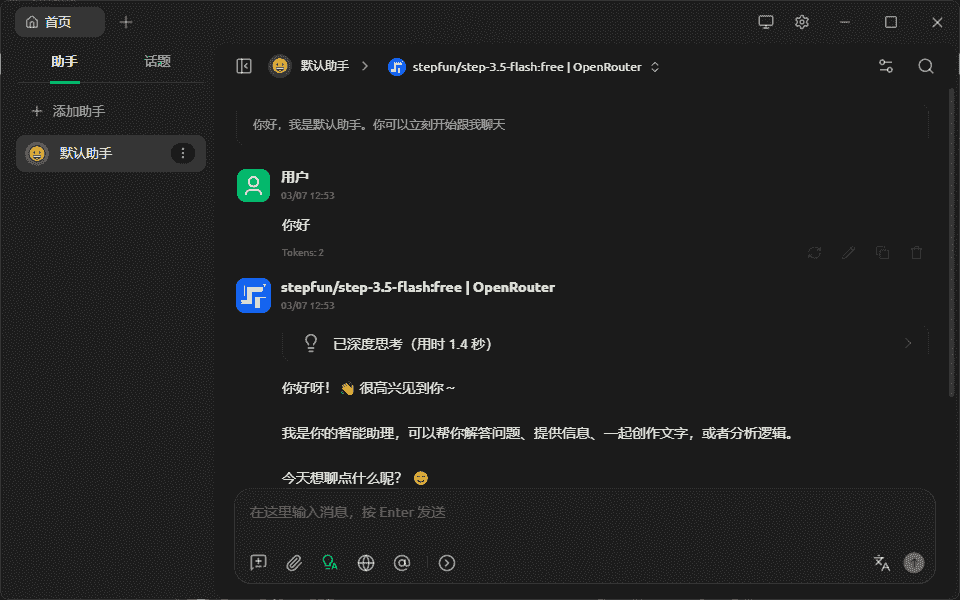 首页
助手
话题
添加助手
默认助手
默认助手
stepfun/step-3.5-flash:free | OpenRouter
你好，我是默认助手。你可以立刻开始跟我聊天
用户
03/07 12:53
你好
Tokens: 2
stepfun/step-3.5-flash:free | OpenRouter
03/07 12:53
已深度思考（用时 1.4 秒）
你好呀！👋 很高兴见到你～
我是你的智能助理，可以帮你解答问题、提供信息、一起创作文字，或者分析逻辑。
今天想聊点什么呢？ 😊
在这里输入消息，按 Enter 发送